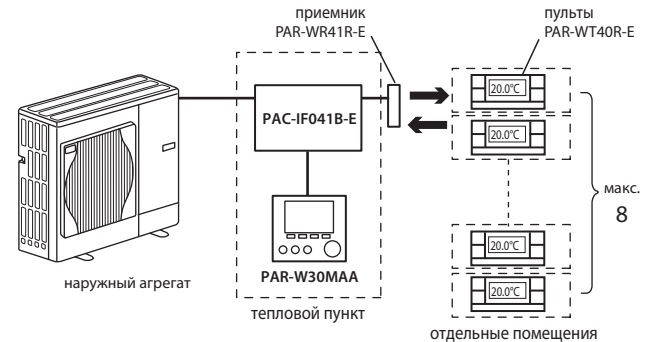 приемник
PAR-WR41R-E
пульты
PAR-WT40R-E
PAC-IF041B-E
20.0°C
20.0°C
макс.
8
20.0°C
20.0°C
PAR-W30MAA
наружный агрегат
тепловой пункт
отдельные помещения